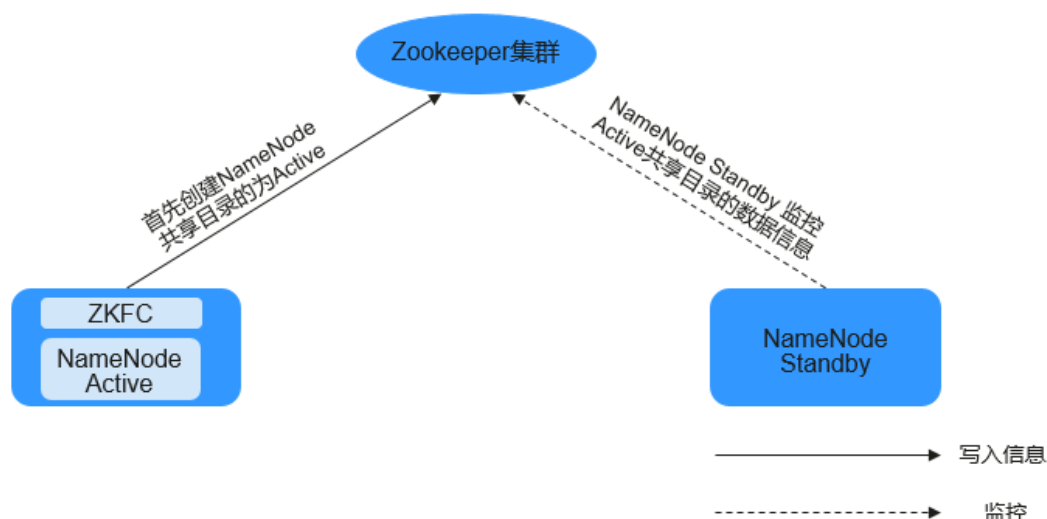 Zookeeper集群
首先创建NameNode
共享目录的为Active
NameNode Standby 监控
Active共享目录的数据信息
ZKFC
NameNode
Active
NameNode
Standby
写入信息
监控